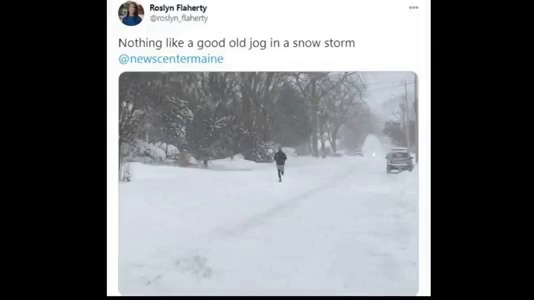 Roslyn Flaherty
@roslyn_flaherty
Nothing like a good old jog in a snow storm
@newscentermaine